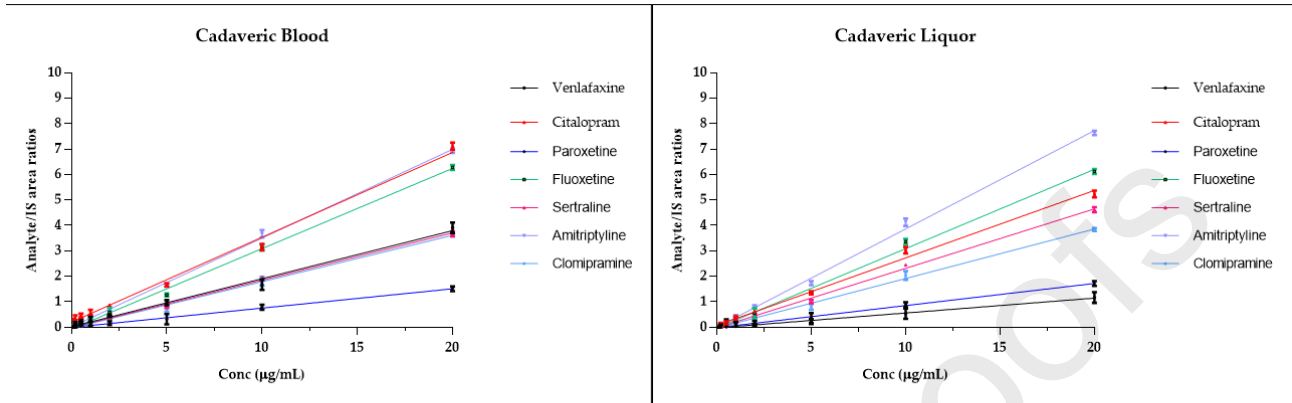 Cadaveric Blood
Analyte/IS area ratios
10
9
8
7
6
5
4
3
2
1
0
0
5
10
15
20
Conc (µg/mL)
Venlafaxine
Citalopram
Paroxetine
Fluoxetine
Sertraline
Amitriptyline
Clomipramine
Cadaveric Liquor
Analyte/IS area ratios
10
9
8
7
6
5
4
3
2
1
0
0
5
10
15
20
Conc (µg/mL)
Venlafaxine
Citalopram
Paroxetine
Fluoxetine
Sertraline
Amitriptyline
Clomipramine
oofs